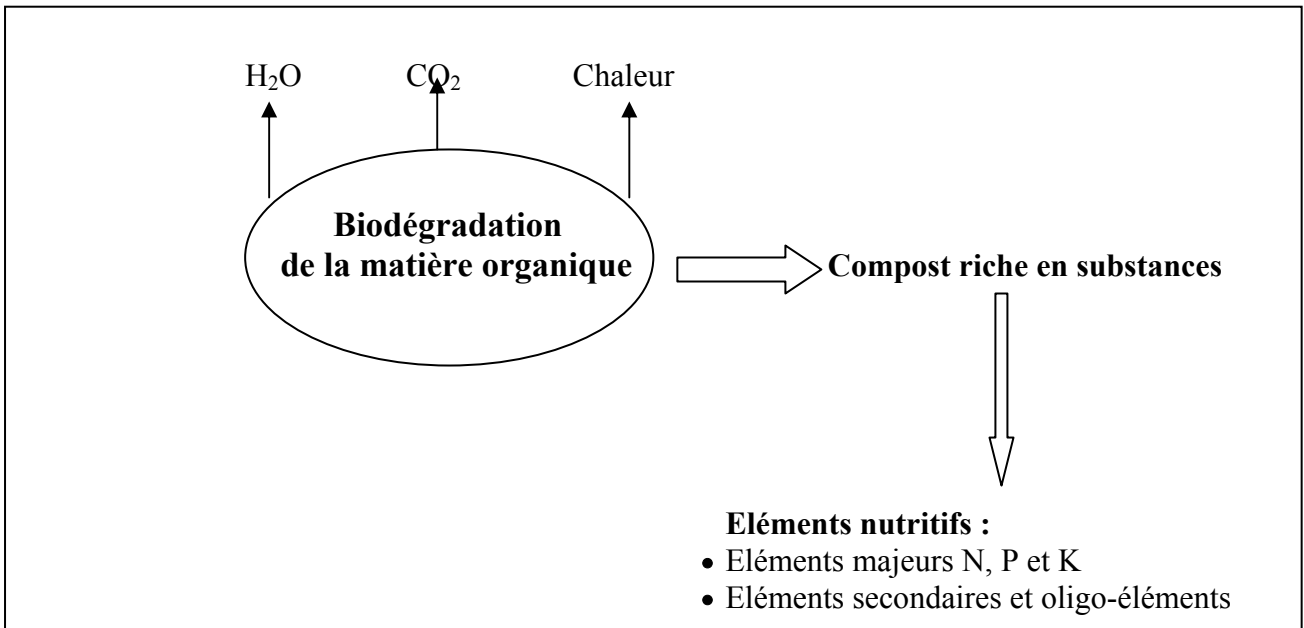 H₂O CO₂ Chaleur
Biodégradation
de la matière organique
Compost riche en substances
Eléments nutritifs :
• Eléments majeurs N, P et K
• Eléments secondaires et oligo-éléments